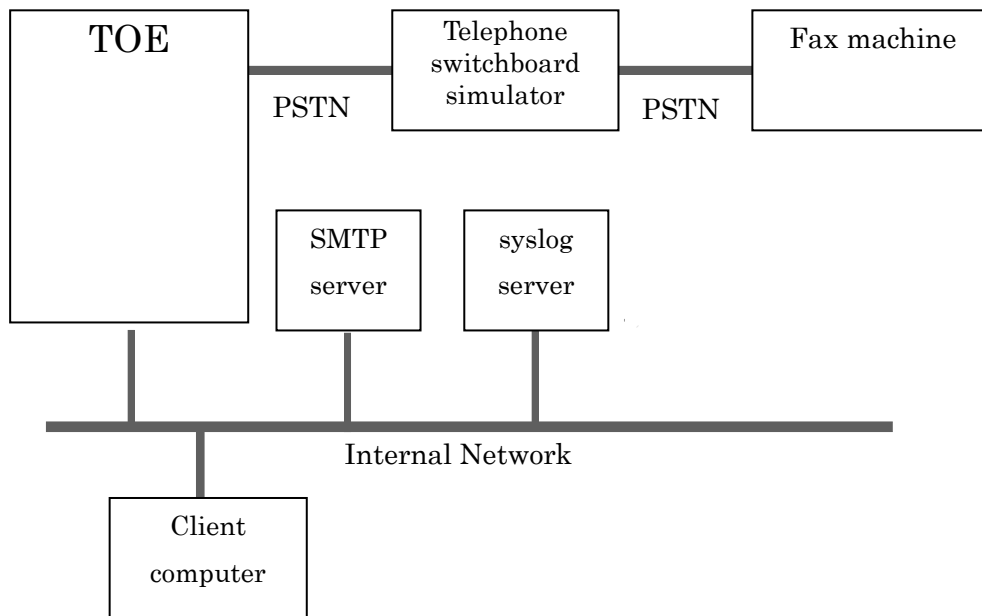 TOE
Telephone
switchboard
simulator
Fax machine
PSTN
PSTN
SMTP
server
syslog
server
Internal Network
Client
computer